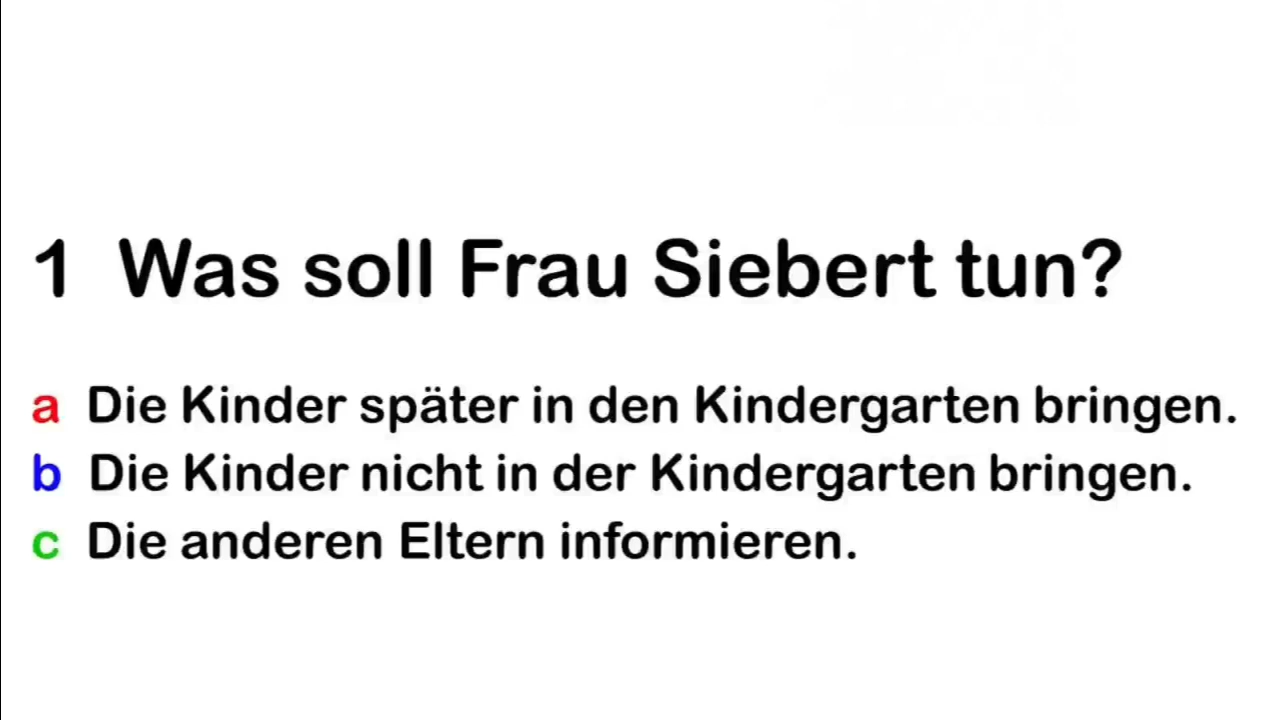 1 Was soll Frau Siebert tun?
a Die Kinder später in den Kindergarten bringen.
b Die Kinder nicht in der Kindergarten bringen.
c Die anderen Eltern informieren.